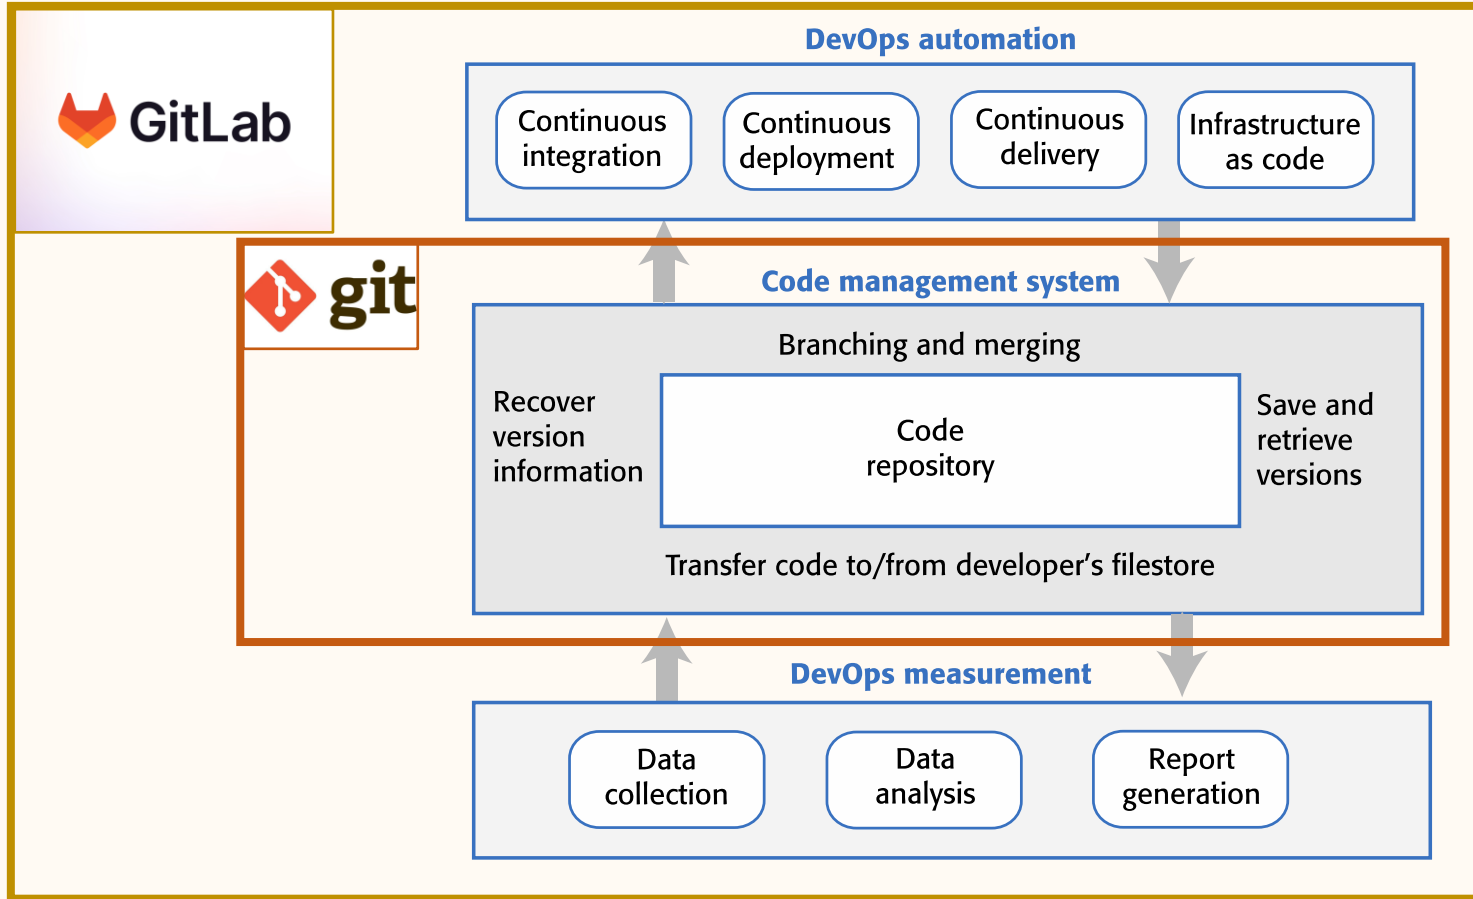 DevOps automation
GitLab
Continuous
integration
Continuous
deployment
Continuous
delivery
Infrastructure
as code
git
Code management system
Branching and merging
Recover
version
information
Code
repository
Save and
retrieve
versions
Transfer code to/from developer’s filestore
DevOps measurement
Data
collection
Data
analysis
Report
generation